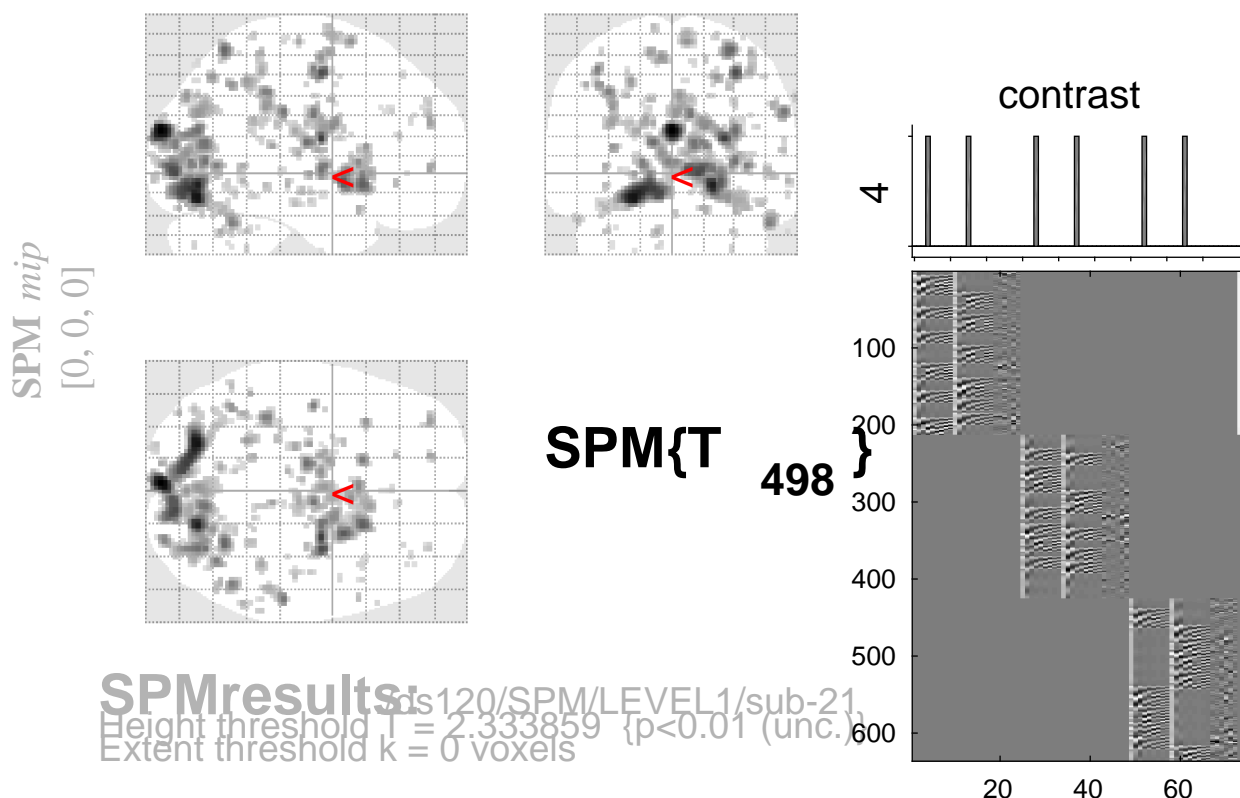 contrast
4
SPM mip
[0, 0, 0]
SPM{T498}
100
200
300
400
500
600
20 40 60
SPMresults: /ds120/SPM/LEVEL1/sub-21
Height threshold T = 2.333859 {p<0.01 (unc.)}
Extent threshold k = 0 voxels